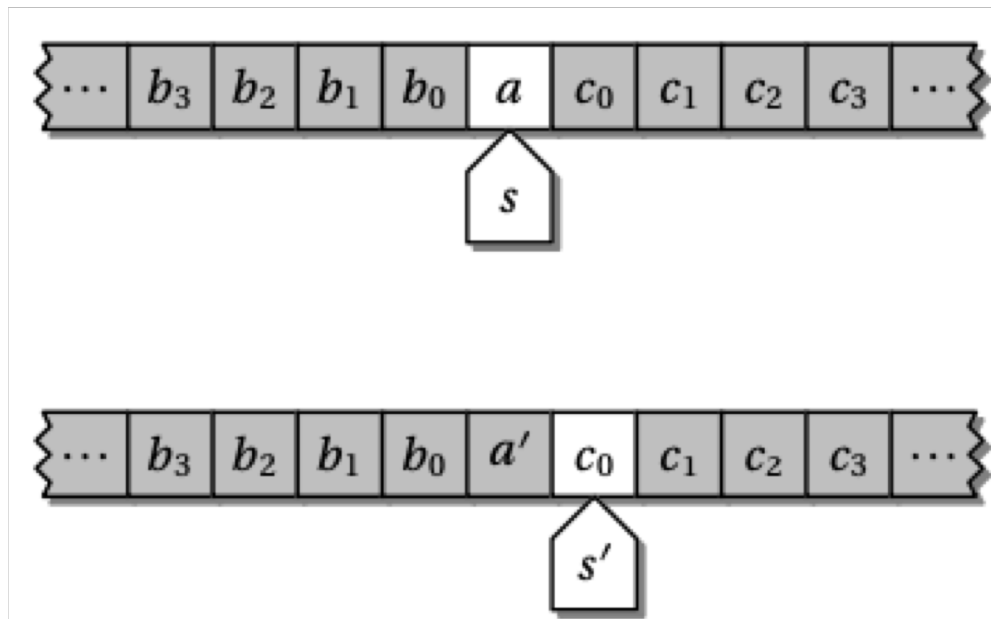 ⋯ b₃ b₂ b₁ b₀ a c₀ c₁ c₂ c₃ ⋯
s
⋯ b₃ b₂ b₁ b₀ a′ c₀ c₁ c₂ c₃ ⋯
s′